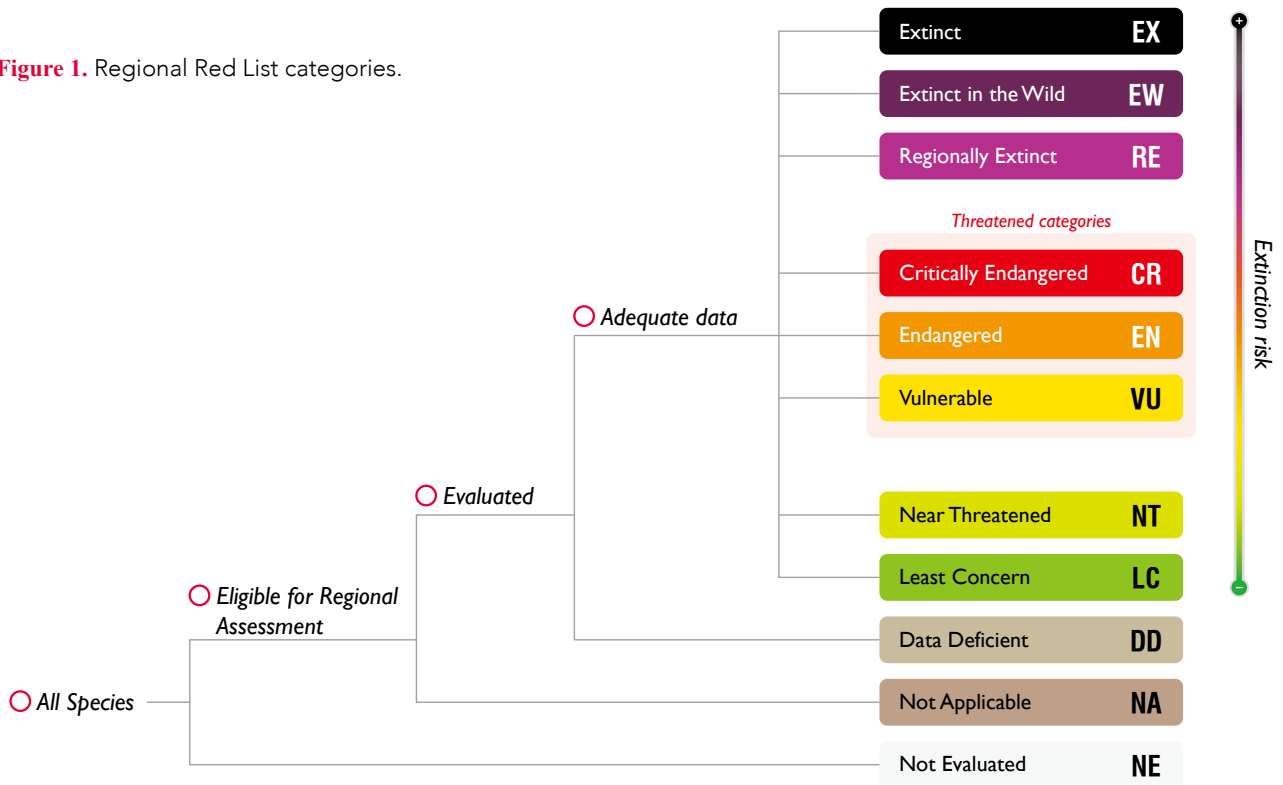 Figure 1. Regional Red List categories.
Extinct EX
Extinct in the Wild EW
Regionally Extinct RE
Threatened categories
Critically Endangered CR
Endangered EN
Vulnerable VU
Near Threatened NT
Least Concern LC
Data Deficient DD
Not Applicable NA
Not Evaluated NE
Adequate data
Evaluated
Eligible for Regional
Assessment
All Species
+
Extinction risk
–